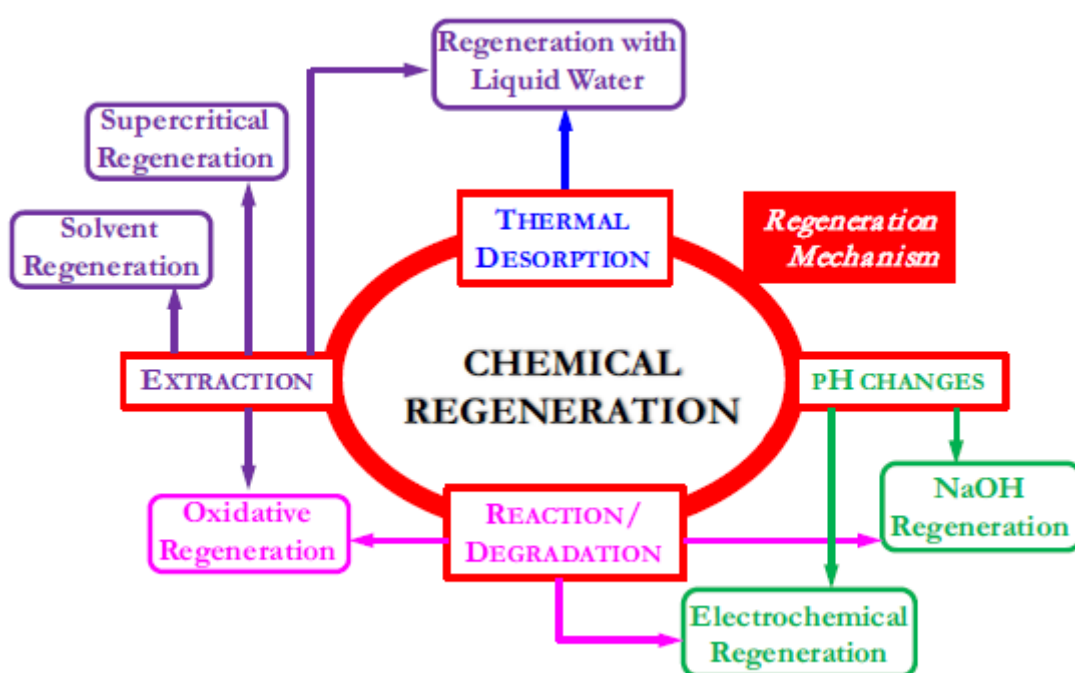 Regeneration with
Liquid Water
Supercritical
Regeneration
Solvent
Regeneration
THERMAL
DESORPTION
Regeneration
Mechanism
EXTRACTION
CHEMICAL
REGENERATION
pH CHANGES
Oxidative
Regeneration
REACTION/
DEGRADATION
NaOH
Regeneration
Electrochemical
Regeneration